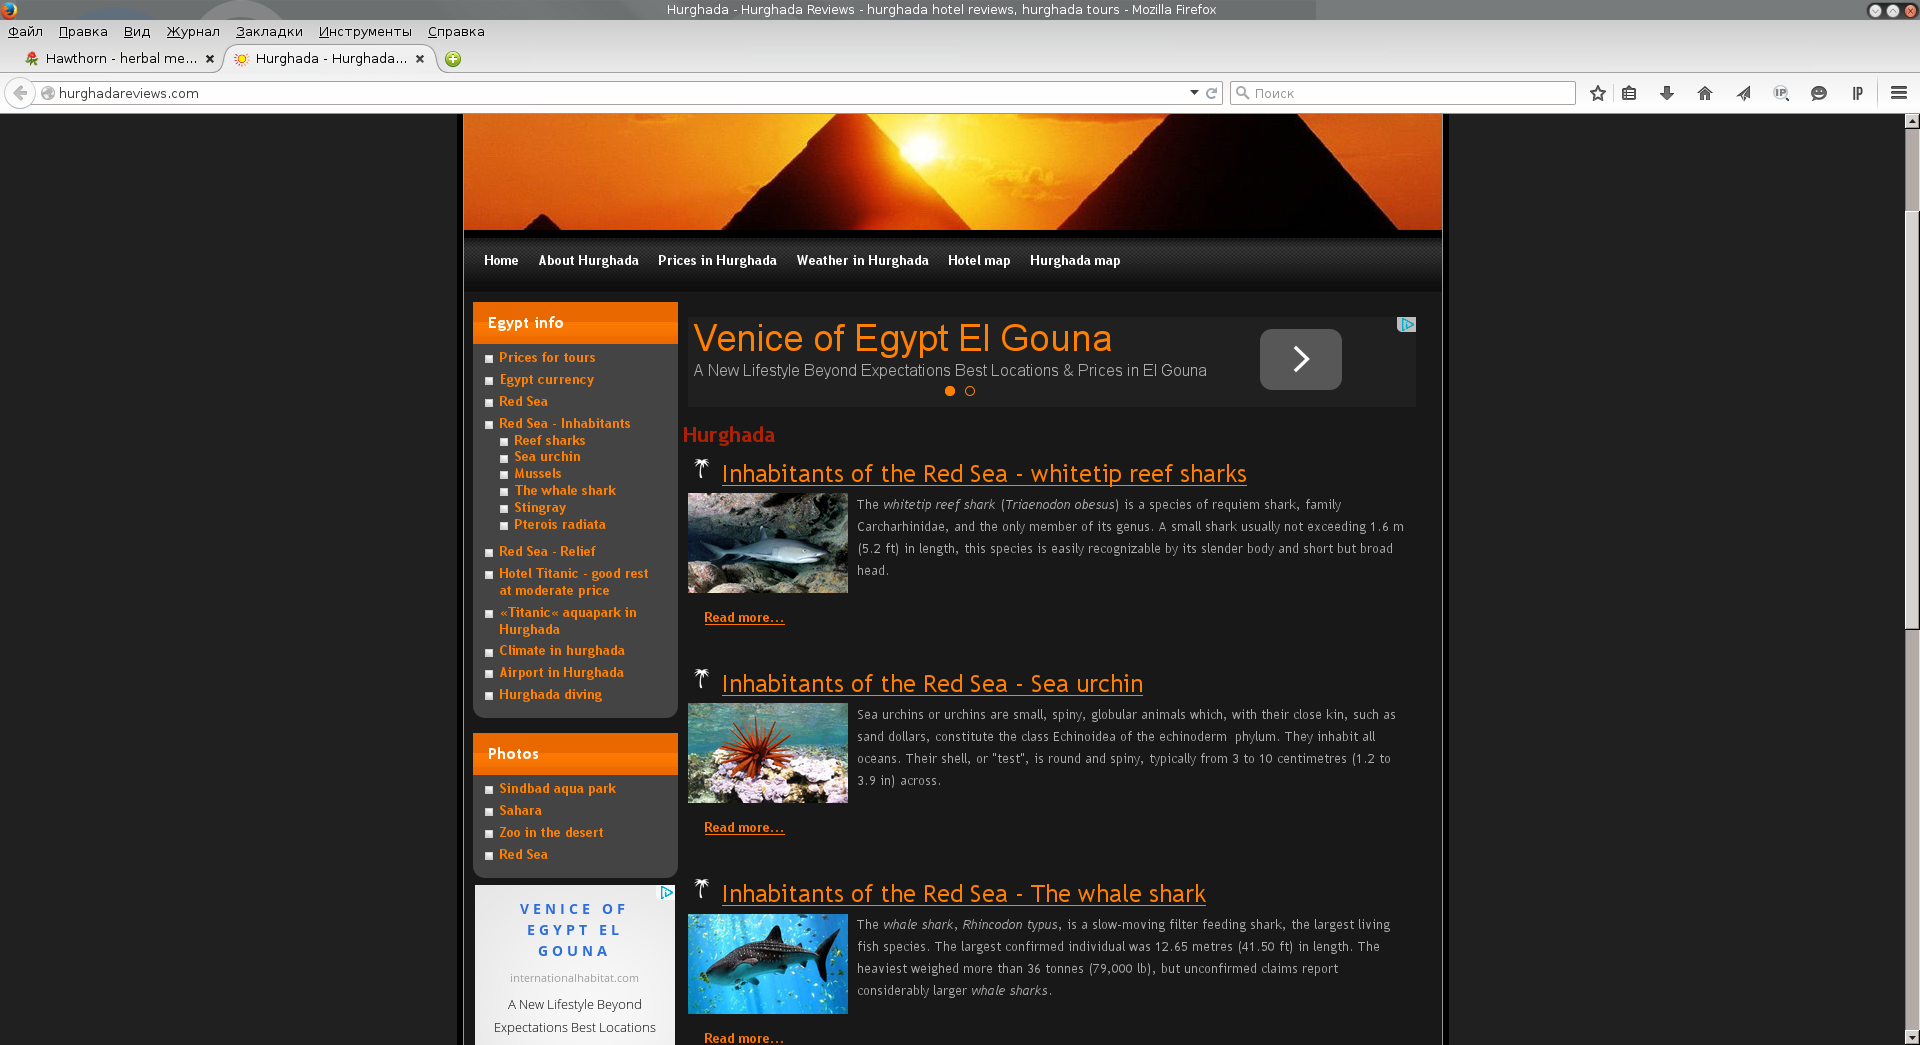 Hurghada - Hurghada Reviews - hurghada hotel reviews, hurghada tours - Mozilla Firefox
Файл Правка Вид Журнал Закладки Инструменты Справка
Hawthorn - herbal me... Hurghada - Hurghada...
hurghadareviews.com
Поиск
IP
IP
Home About Hurghada Prices in Hurghada Weather in Hurghada Hotel map Hurghada map
Egypt info
Prices for tours
Egypt currency
Red Sea
Red Sea - Inhabitants
Reef sharks
Sea urchin
Mussels
The whale shark
Stingray
Pterois radiata
Red Sea - Relief
Hotel Titanic - good rest
at moderate price
«Titanic« aquapark in
Hurghada
Climate in hurghada
Airport in Hurghada
Hurghada diving
Photos
Sindbad aqua park
Sahara
Zoo in the desert
Red Sea
VENICE OF
EGYPT EL
GOUNA
internationalhabitat.com
A New Lifestyle Beyond
Expectations Best Locations
Venice of Egypt El Gouna
A New Lifestyle Beyond Expectations Best Locations & Prices in El Gouna
Hurghada
Inhabitants of the Red Sea - whitetip reef sharks
The whitetip reef shark (Triaenodon obesus) is a species of requiem shark, family
Carcharhinidae, and the only member of its genus. A small shark usually not exceeding 1.6 m
(5.2 ft) in length, this species is easily recognizable by its slender body and short but broad
head.
Read more...
Inhabitants of the Red Sea - Sea urchin
Sea urchins or urchins are small, spiny, globular animals which, with their close kin, such as
sand dollars, constitute the class Echinoidea of the echinoderm phylum. They inhabit all
oceans. Their shell, or "test", is round and spiny, typically from 3 to 10 centimetres (1.2 to
3.9 in) across.
Read more...
Inhabitants of the Red Sea - The whale shark
The whale shark, Rhincodon typus, is a slow-moving filter feeding shark, the largest living
fish species. The largest confirmed individual was 12.65 metres (41.50 ft) in length. The
heaviest weighed more than 36 tonnes (79,000 lb), but unconfirmed claims report
considerably larger whale sharks.
Read more...